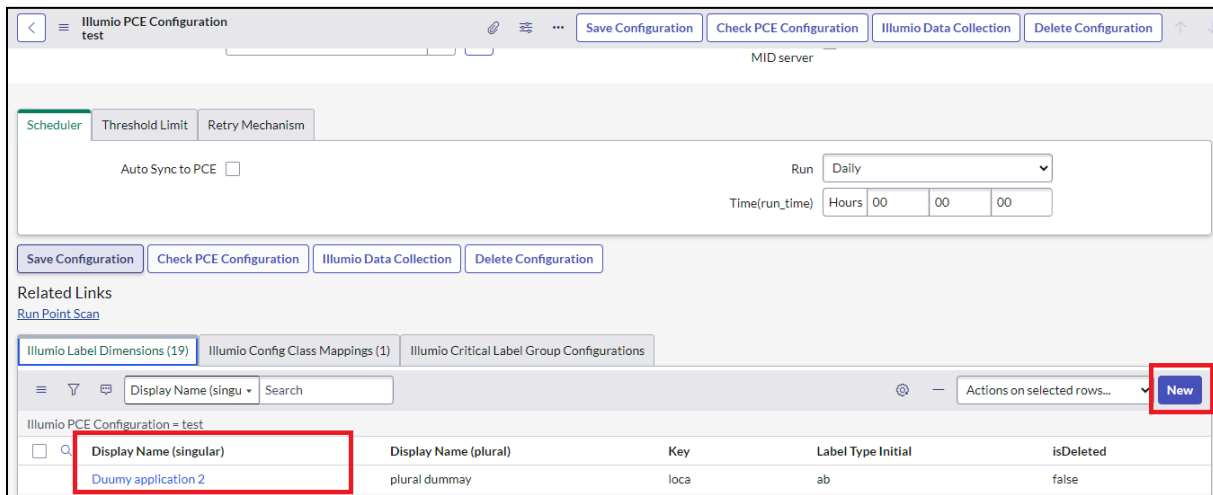 Illumio PCE Configuration
test
Save Configuration Check PCE Configuration Illumio Data Collection Delete Configuration
MID server
Scheduler Threshold Limit Retry Mechanism
Auto Sync to PCE Run Daily
Time(run_time) Hours 00 00 00
Save Configuration Check PCE Configuration Illumio Data Collection Delete Configuration
Related Links
Run Point Scan
Illumio Label Dimensions (19) Illumio Config Class Mappings (1) Illumio Critical Label Group Configurations
Display Name (singu Search Actions on selected rows... New
Illumio PCE Configuration = test
Display Name (singular) Display Name (plural) Key Label Type Initial isDeleted
Duumy application 2 plural dummay loca ab false